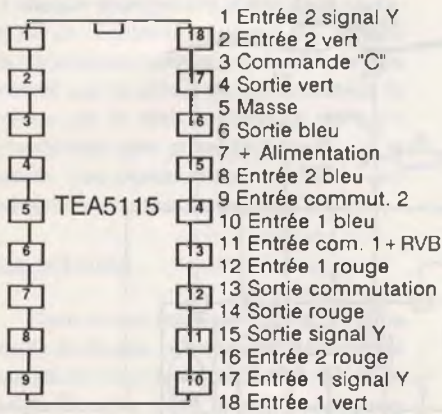 1 Entrée 2 signal Y
2 Entrée 2 vert
3 Commande "C"
4 Sortie vert
5 Masse
6 Sortie bleu
7 + Alimentation
8 Entrée 2 bleu
9 Entrée commut. 2
10 Entrée 1 bleu
11 Entrée com. 1 + RVB
12 Entrée 1 rouge
13 Sortie commutation
14 Sortie rouge
15 Sortie signal Y
16 Entrée 2 rouge
17 Entrée 1 signal Y
18 Entrée 1 vert
TEA5115
1 18
2 17
3 6
4 5
5 4
6 3
7 12
8 11
9 10